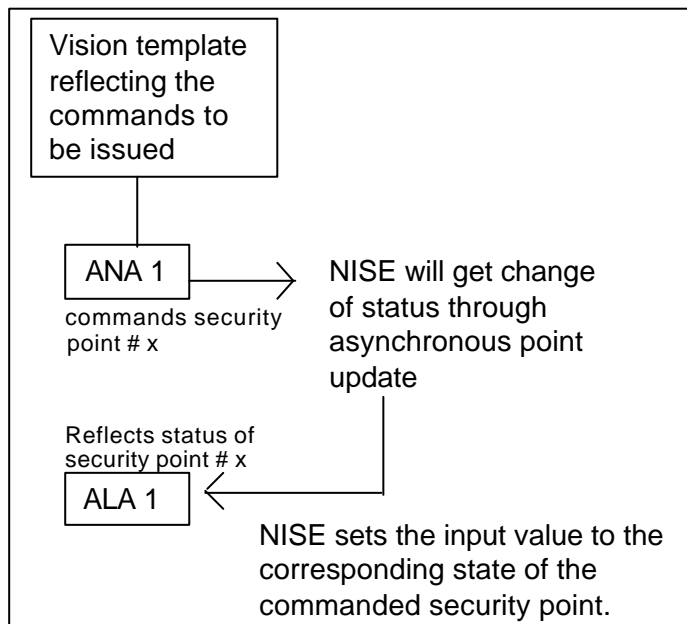 Vision template
reflecting the
commands to
be issued
ANA 1
commands security
point # x
NISE will get change
of status through
asynchronous point
update
Reflects status of
security point # x
ALA 1
NISE sets the input value to the
corresponding state of the
commanded security point.